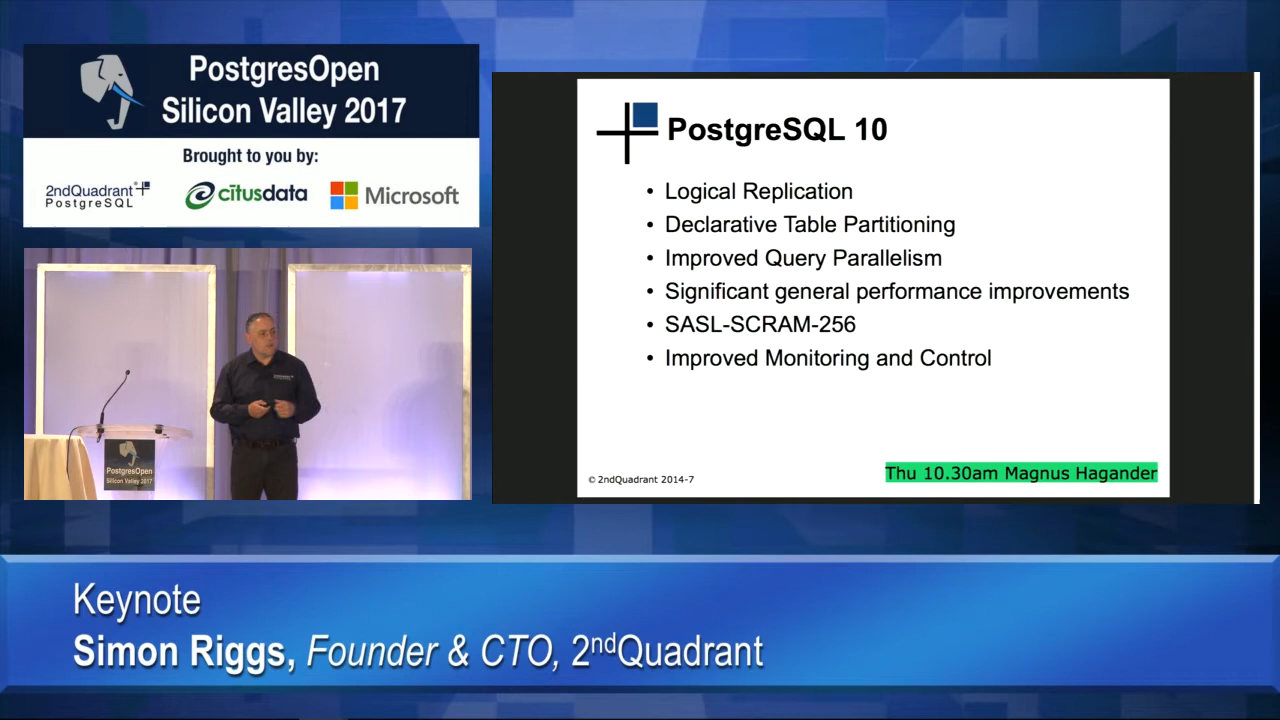 PostgresOpen
Silicon Valley 2017
Brought to you by:
2ndQuadrant®
PostgreSQL
citusdata
Microsoft
PostgreSQL 10
• Logical Replication
• Declarative Table Partitioning
• Improved Query Parallelism
• Significant general performance improvements
• SASL-SCRAM-256
• Improved Monitoring and Control
© 2ndQuadrant 2014-7
Thu 10.30am Magnus Hagander
PostgresOpen
Silicon Valley 2017
Keynote
Simon Riggs, Founder & CTO, 2ndQuadrant